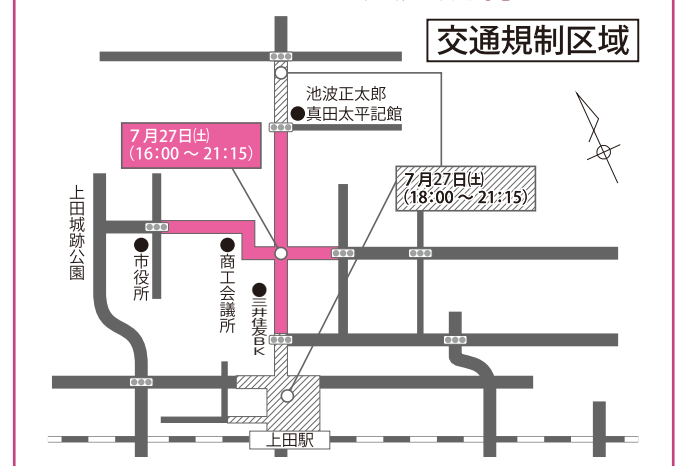 交通規制区域
池波正太郎
真田太平記館
7月27日(土)
(16:00 〜 21:15)
7月27日(土)
(18:00 〜 21:15)
上田城跡公園
市役所
商工会議所
三井住友BK
上田駅